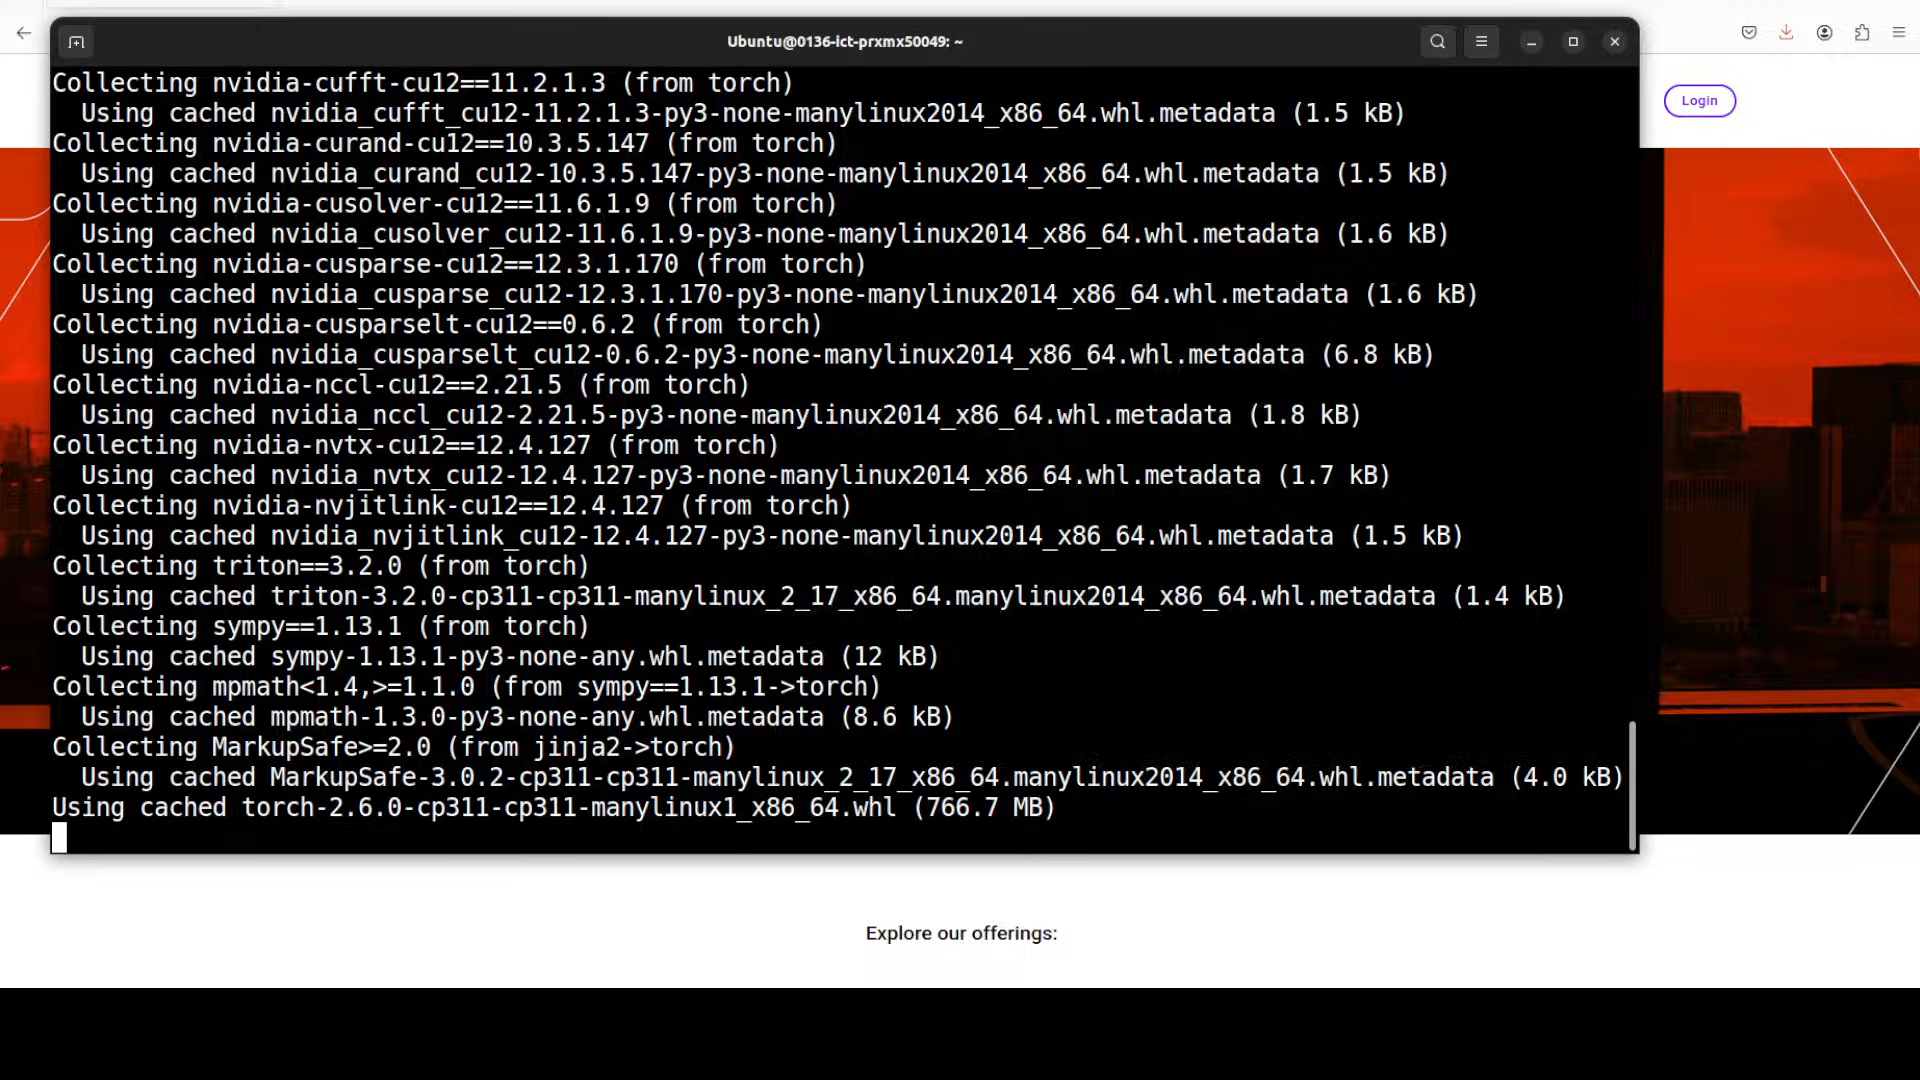 Ubuntu@0136-ict-prxmx50049: ~
Login
Collecting nvidia-cufft-cu12==11.2.1.3 (from torch)
  Using cached nvidia_cufft_cu12-11.2.1.3-py3-none-manylinux2014_x86_64.whl.metadata (1.5 kB)
Collecting nvidia-curand-cu12==10.3.5.147 (from torch)
  Using cached nvidia_curand_cu12-10.3.5.147-py3-none-manylinux2014_x86_64.whl.metadata (1.5 kB)
Collecting nvidia-cusolver-cu12==11.6.1.9 (from torch)
  Using cached nvidia_cusolver_cu12-11.6.1.9-py3-none-manylinux2014_x86_64.whl.metadata (1.6 kB)
Collecting nvidia-cusparse-cu12==12.3.1.170 (from torch)
  Using cached nvidia_cusparse_cu12-12.3.1.170-py3-none-manylinux2014_x86_64.whl.metadata (1.6 kB)
Collecting nvidia-cusparselt-cu12==0.6.2 (from torch)
  Using cached nvidia_cusparselt_cu12-0.6.2-py3-none-manylinux2014_x86_64.whl.metadata (6.8 kB)
Collecting nvidia-nccl-cu12==2.21.5 (from torch)
  Using cached nvidia_nccl_cu12-2.21.5-py3-none-manylinux2014_x86_64.whl.metadata (1.8 kB)
Collecting nvidia-nvtx-cu12==12.4.127 (from torch)
  Using cached nvidia_nvtx_cu12-12.4.127-py3-none-manylinux2014_x86_64.whl.metadata (1.7 kB)
Collecting nvidia-nvjitlink-cu12==12.4.127 (from torch)
  Using cached nvidia_nvjitlink_cu12-12.4.127-py3-none-manylinux2014_x86_64.whl.metadata (1.5 kB)
Collecting triton==3.2.0 (from torch)
  Using cached triton-3.2.0-cp311-cp311-manylinux_2_17_x86_64.manylinux2014_x86_64.whl.metadata (1.4 kB)
Collecting sympy==1.13.1 (from torch)
  Using cached sympy-1.13.1-py3-none-any.whl.metadata (12 kB)
Collecting mpmath<1.4,>=1.1.0 (from sympy==1.13.1->torch)
  Using cached mpmath-1.3.0-py3-none-any.whl.metadata (8.6 kB)
Collecting MarkupSafe>=2.0 (from jinja2->torch)
  Using cached MarkupSafe-3.0.2-cp311-cp311-manylinux_2_17_x86_64.manylinux2014_x86_64.whl.metadata (4.0 kB)
Using cached torch-2.6.0-cp311-cp311-manylinux1_x86_64.whl (766.7 MB)
Explore our offerings: